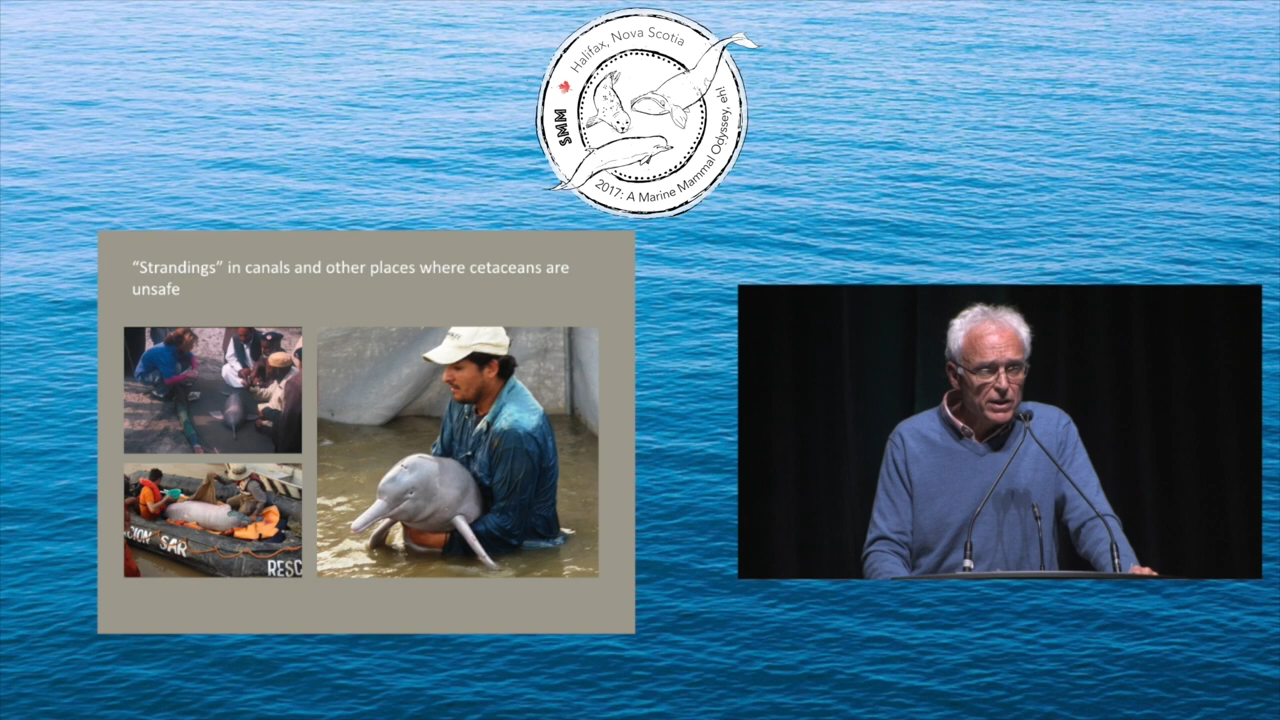 Halifax, Nova Scotia
SMM
2017: A Marine Mammal Odyssey, eh!
“Strandings” in canals and other places where cetaceans are
unsafe
CION SAR
RESC